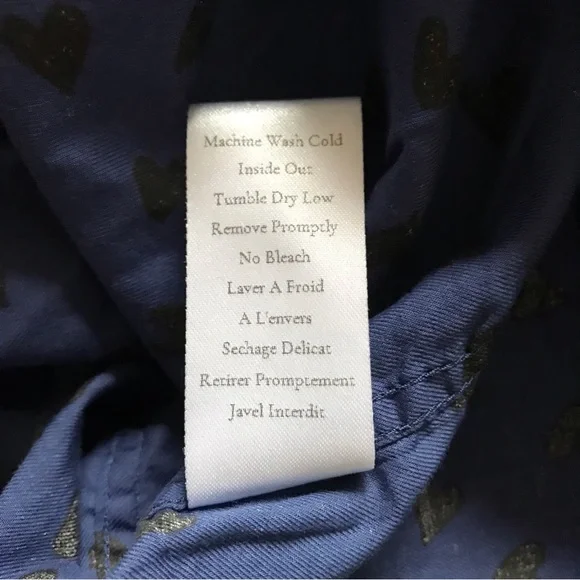 Machine Wash Cold
Inside Out
Tumble Dry Low
Remove Promptly
No Bleach
Laver A Froid
A L'envers
Sechage Delicat
Retirer Promptement
Javel Interdit